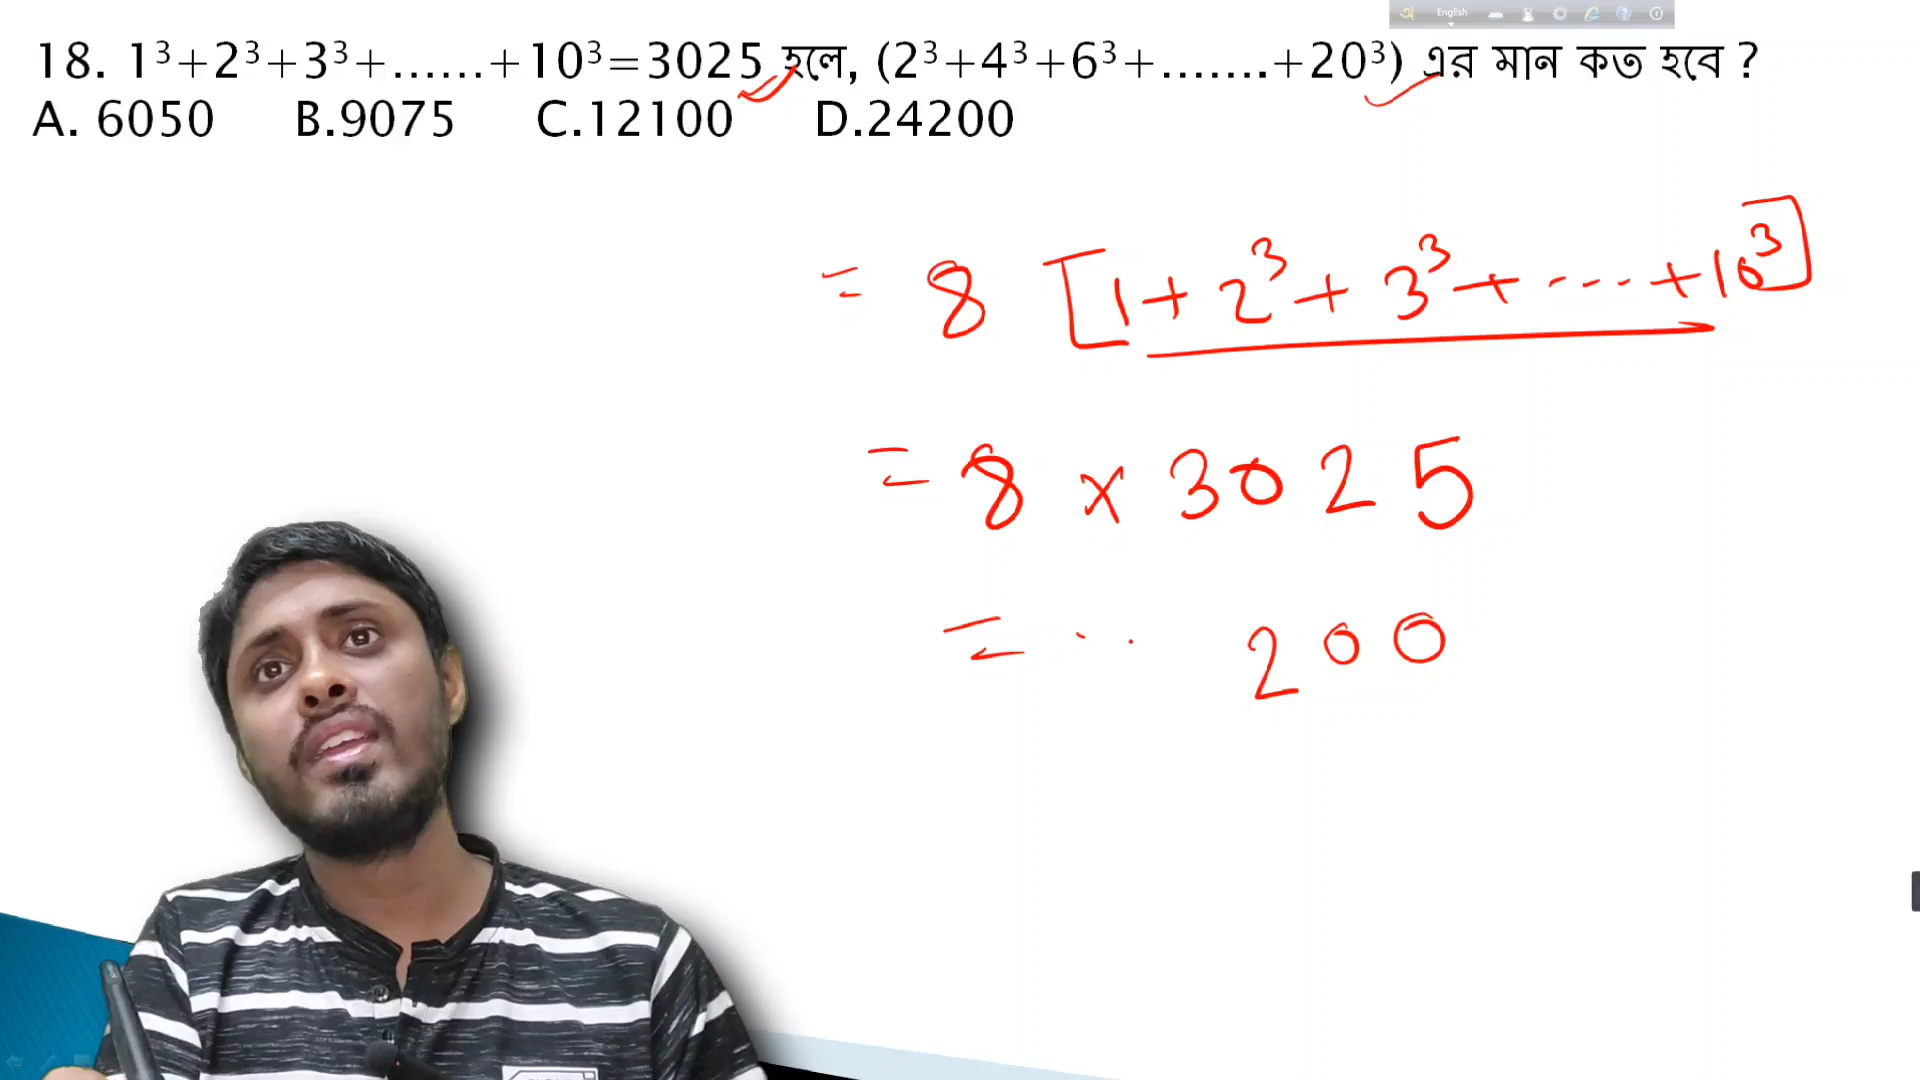 English
18. 1³+2³+3³+......+10³=3025 হলে, (2³+4³+6³+.......+20³) এর মান কত হবে ?
A. 6050 B.9075 C.12100 D.24200
= 8 [1+2³+3³+...+10³]
= 8 × 3025
= .. 200